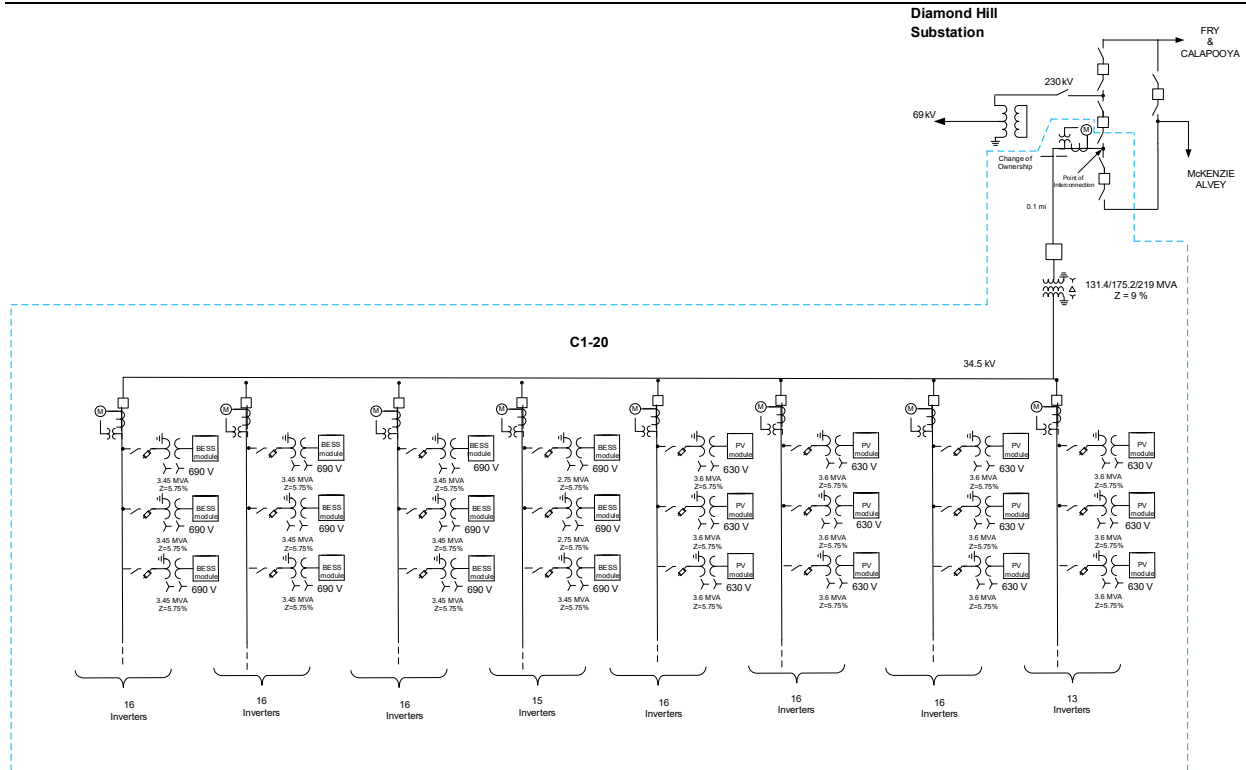 Diamond Hill
Substation
FRY
&
CALAPOOYA
230 kV
69 kV
M
Change of
Ownership
Point of
Interconnection
McKENZIE
ALVEY
0.1 mi
131.4/175.2/219 MVA
Z = 9 %
C1-20
34.5 kV
M
M
M
M
M
M
M
M
BESS
module
690 V
3.45 MVA
Z=5.75%
BESS
module
690 V
3.45 MVA
Z=5.75%
BESS
module
690 V
3.45 MVA
Z=5.75%
BESS
module
690 V
2.75 MVA
Z=5.75%
PV
module
630 V
3.6 MVA
Z=5.75%
PV
module
630 V
3.6 MVA
Z=5.75%
PV
module
630 V
3.6 MVA
Z=5.75%
PV
module
630 V
3.6 MVA
Z=5.75%
BESS
module
690 V
3.45 MVA
Z=5.75%
BESS
module
690 V
3.45 MVA
Z=5.75%
BESS
module
690 V
3.45 MVA
Z=5.75%
BESS
module
690 V
2.75 MVA
Z=5.75%
PV
module
630 V
3.6 MVA
Z=5.75%
PV
module
630 V
3.6 MVA
Z=5.75%
PV
module
630 V
3.6 MVA
Z=5.75%
PV
module
630 V
3.6 MVA
Z=5.75%
BESS
module
690 V
3.45 MVA
Z=5.75%
BESS
module
690 V
3.45 MVA
Z=5.75%
BESS
module
690 V
3.45 MVA
Z=5.75%
BESS
module
690 V
3.45 MVA
Z=5.75%
PV
module
630 V
3.6 MVA
Z=5.75%
PV
module
630 V
3.6 MVA
Z=5.75%
PV
module
630 V
3.6 MVA
Z=5.75%
PV
module
630 V
3.6 MVA
Z=5.75%
16
Inverters
16
Inverters
16
Inverters
15
Inverters
16
Inverters
16
Inverters
16
Inverters
13
Inverters